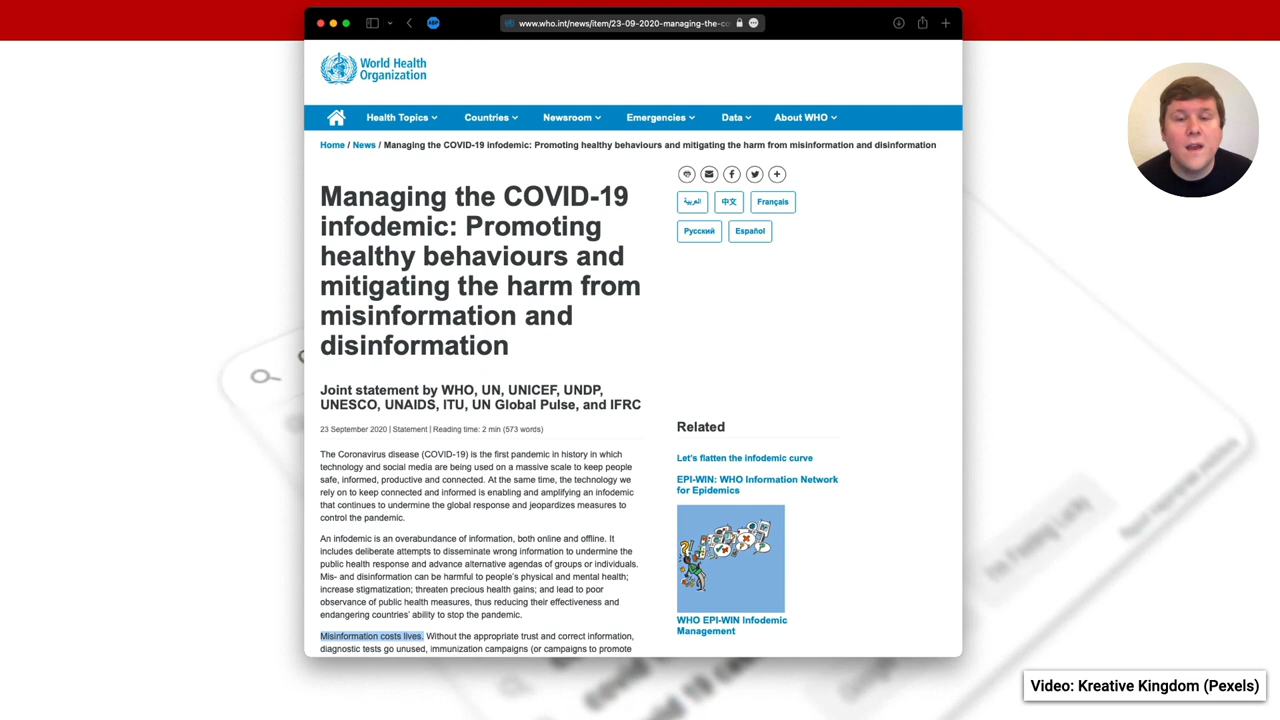 www.who.int/news/item/23-09-2020-managing-the-co
World Health
Organization
Health Topics
Countries
Newsroom
Emergencies
Data
About WHO
Home / News / Managing the COVID-19 infodemic: Promoting healthy behaviours and mitigating the harm from misinformation and disinformation
Managing the COVID-19
infodemic: Promoting
healthy behaviours and
mitigating the harm from
misinformation and
disinformation
العربية
中文
Français
Русский
Español
Joint statement by WHO, UN, UNICEF, UNDP,
UNESCO, UNAIDS, ITU, UN Global Pulse, and IFRC
23 September 2020 | Statement | Reading time: 2 min (573 words)
The Coronavirus disease (COVID-19) is the first pandemic in history in which
technology and social media are being used on a massive scale to keep people
safe, informed, productive and connected. At the same time, the technology we
rely on to keep connected and informed is enabling and amplifying an infodemic
that continues to undermine the global response and jeopardizes measures to
control the pandemic.
An infodemic is an overabundance of information, both online and offline. It
includes deliberate attempts to disseminate wrong information to undermine the
public health response and advance alternative agendas of groups or individuals.
Mis- and disinformation can be harmful to people's physical and mental health;
increase stigmatization; threaten precious health gains; and lead to poor
observance of public health measures, thus reducing their effectiveness and
endangering countries' ability to stop the pandemic.
Misinformation costs lives. Without the appropriate trust and correct information,
diagnostic tests go unused, immunization campaigns (or campaigns to promote
Related
Let's flatten the infodemic curve
EPI-WIN: WHO Information Network
for Epidemics
WHO EPI-WIN Infodemic
Management
I'm Feeling Lucky
Report inappropriate predictions
Video: Kreative Kingdom (Pexels)